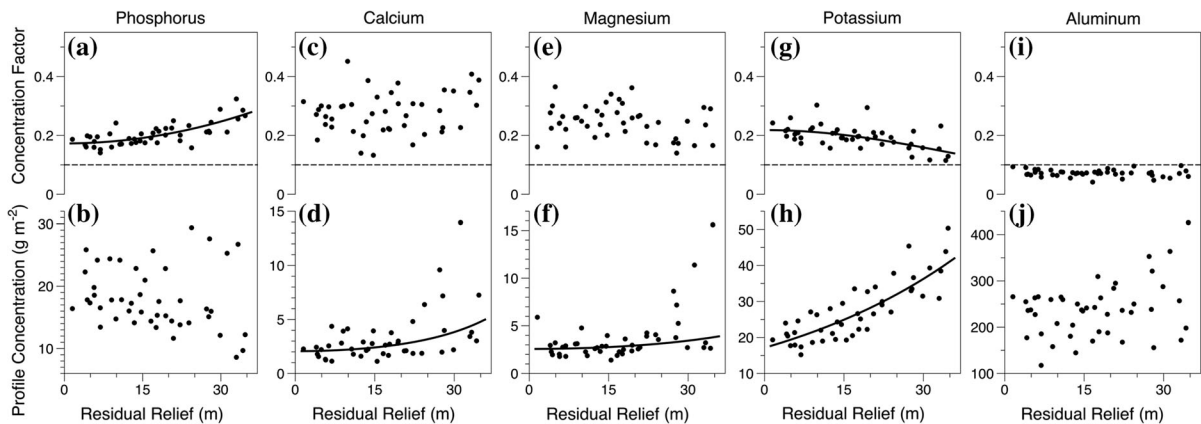 Phosphorus Calcium Magnesium Potassium Aluminum
(a) (c) (e) (g) (i)
Concentration Factor
0.4 0.4 0.4 0.4 0.4
0.2 0.2 0.2 0.2 0.2
0 0 0 0 0
(b) (d) (f) (h) (j)
Profile Concentration (g m-2)
30 20 10
15 10 5 0
15 10 5 0
50 40 30 20 10
400 300 200 100
0 15 30 0 15 30 0 15 30 0 15 30 0 15 30
Residual Relief (m) Residual Relief (m) Residual Relief (m) Residual Relief (m) Residual Relief (m)